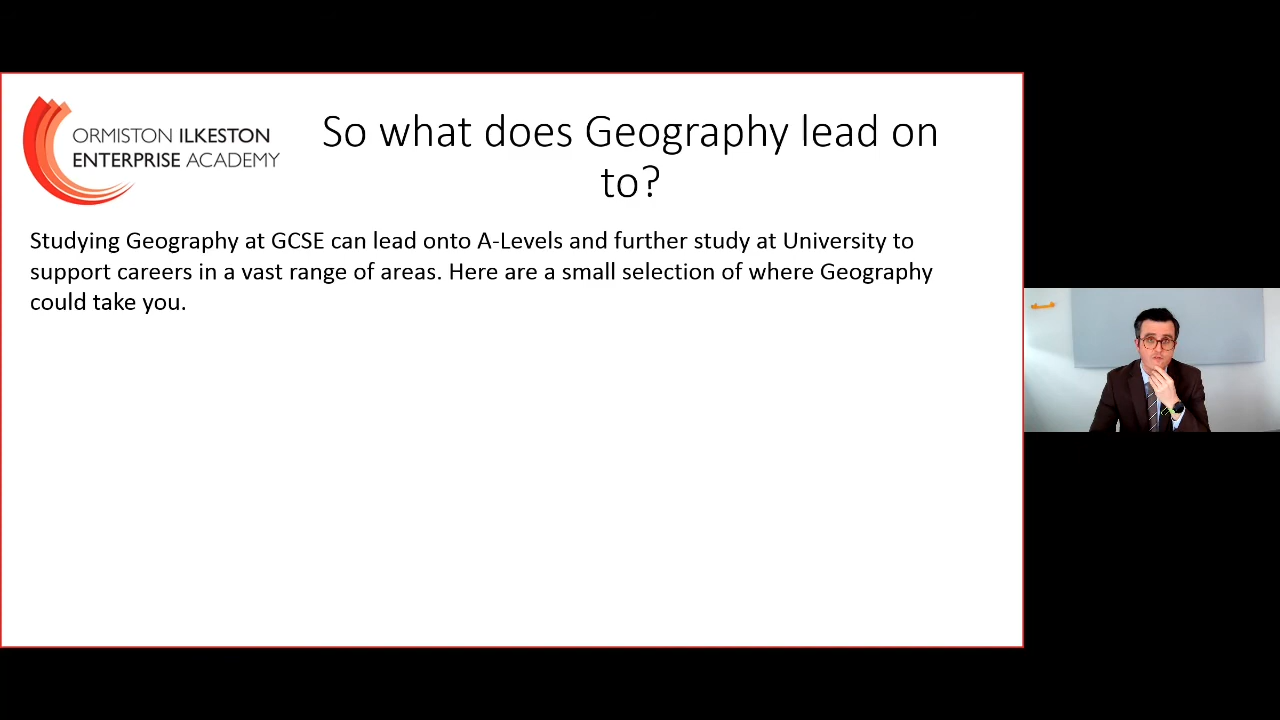 ORMISTON ILKESTON
ENTERPRISE ACADEMY
So what does Geography lead on
to?
Studying Geography at GCSE can lead onto A-Levels and further study at University to
support careers in a vast range of areas. Here are a small selection of where Geography
could take you.